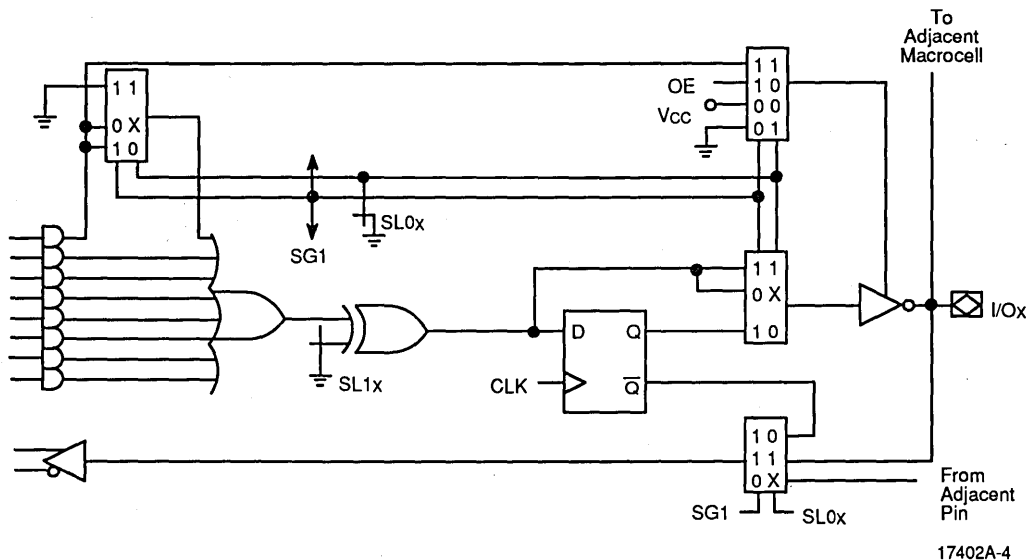 To
Adjacent
Macrocell
1 1
0 X
1 0
OE
VCC
1 1
1 0
0 0
0 1
SG1
SL0x
SL1x
1 1
0 X
1 0
D Q
CLK
Q
I/Ox
1 0
1 1
0 X
SG1
SL0x
From
Adjacent
Pin
17402A-4